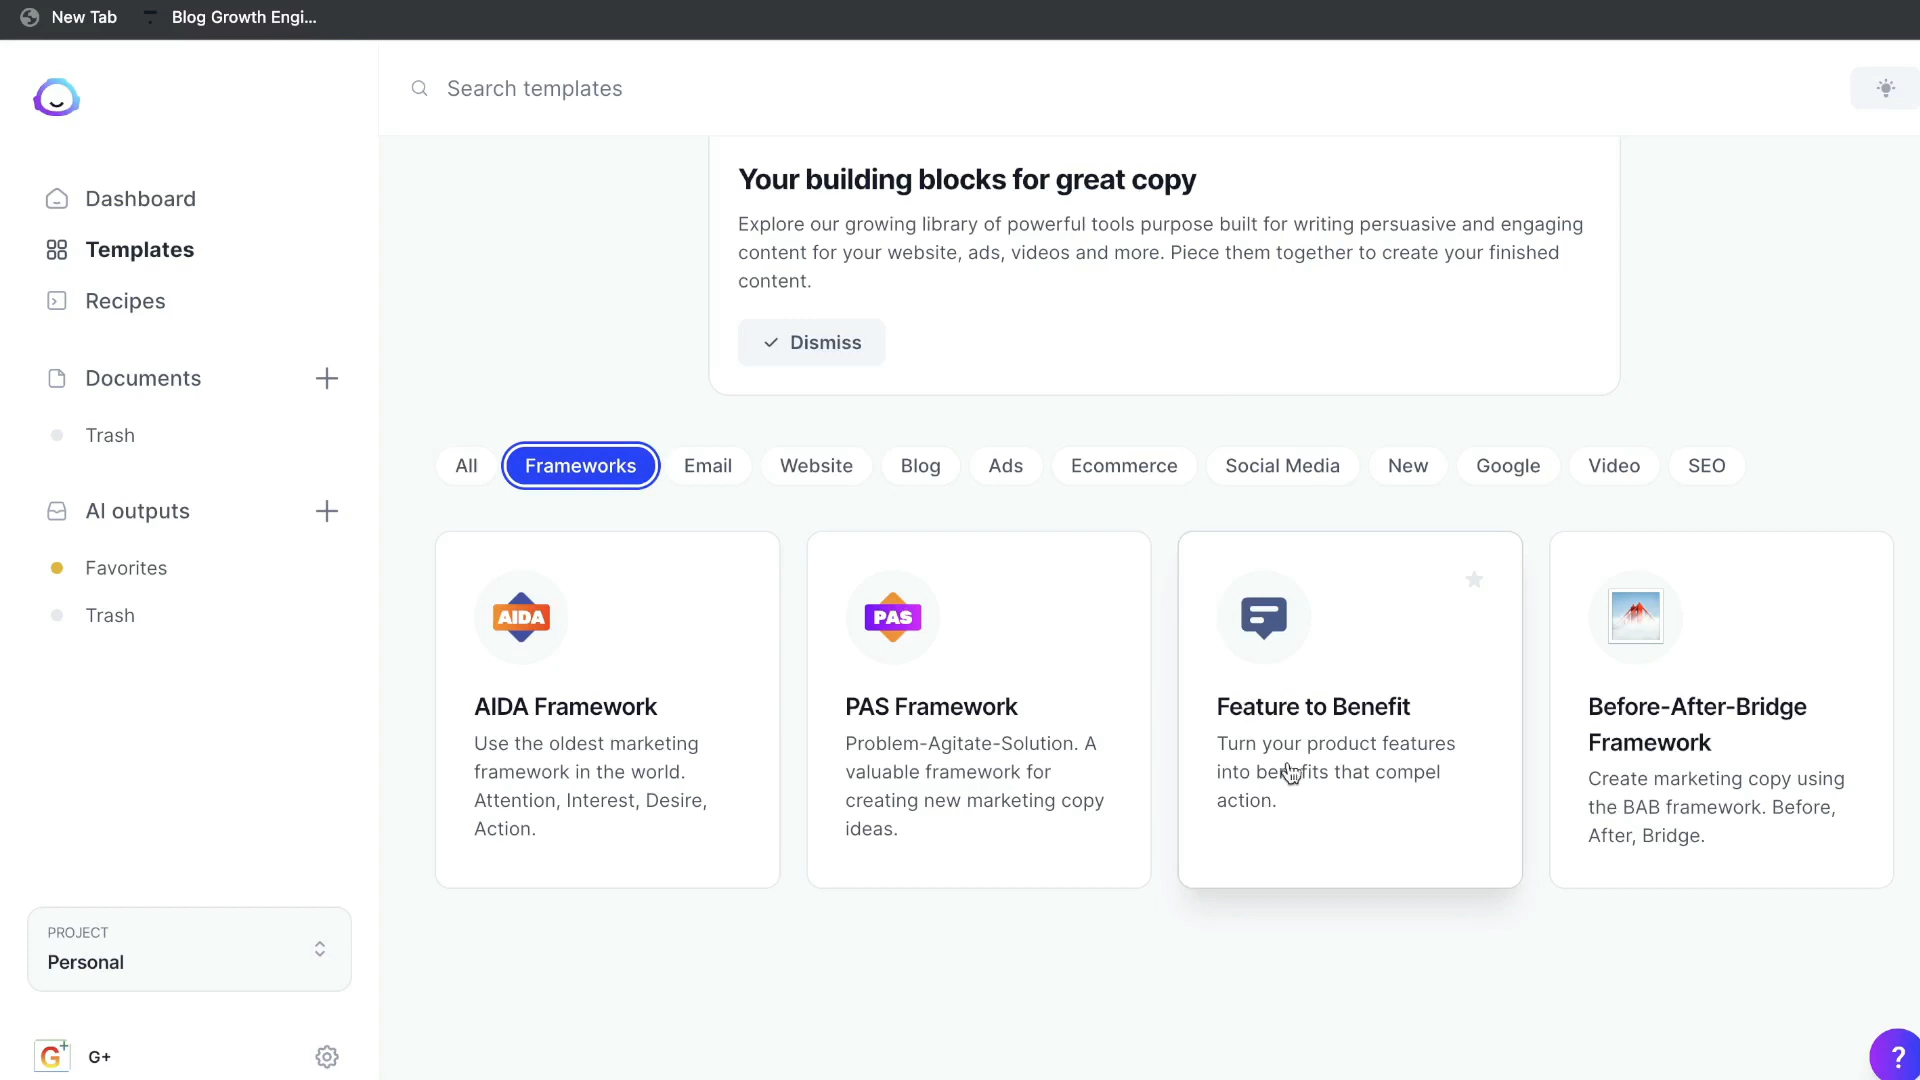 New Tab
Blog Growth Engi...
Search templates
Dashboard
Templates
Recipes
Documents
Trash
AI outputs
Favorites
Trash
PROJECT
Personal
G+
G+
Your building blocks for great copy
Explore our growing library of powerful tools purpose built for writing persuasive and engaging
content for your website, ads, videos and more. Piece them together to create your finished
content.
Dismiss
All
Frameworks
Email
Website
Blog
Ads
Ecommerce
Social Media
New
Google
Video
SEO
AIDA
AIDA Framework
Use the oldest marketing
framework in the world.
Attention, Interest, Desire,
Action.
PAS
PAS Framework
Problem-Agitate-Solution. A
valuable framework for
creating new marketing copy
ideas.
Feature to Benefit
Turn your product features
into benefits that compel
action.
Before-After-Bridge
Framework
Create marketing copy using
the BAB framework. Before,
After, Bridge.
?